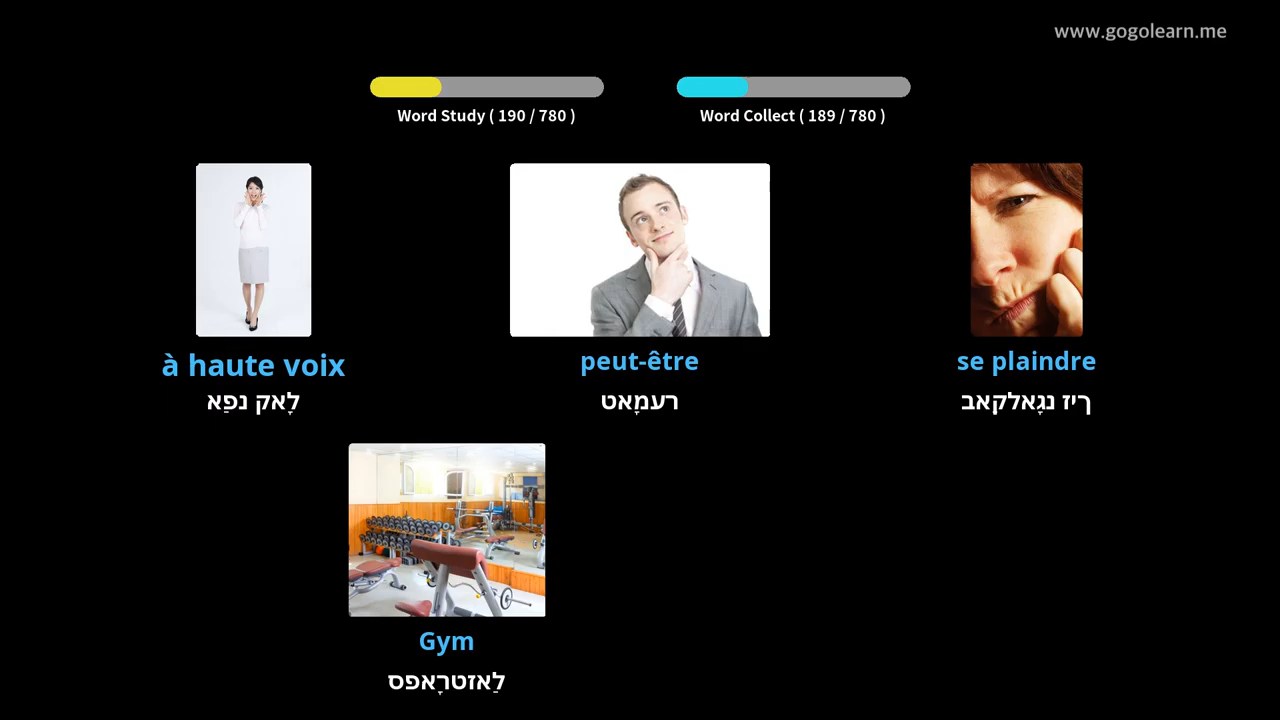 www.gogolearn.me
Word Study ( 190 / 780 )
Word Collect ( 189 / 780 )
à haute voix
לָאק נפַא
peut-être
רעמָאט
se plaindre
ךיז נגָאלקאב
Gym
לַאזטרָאפס